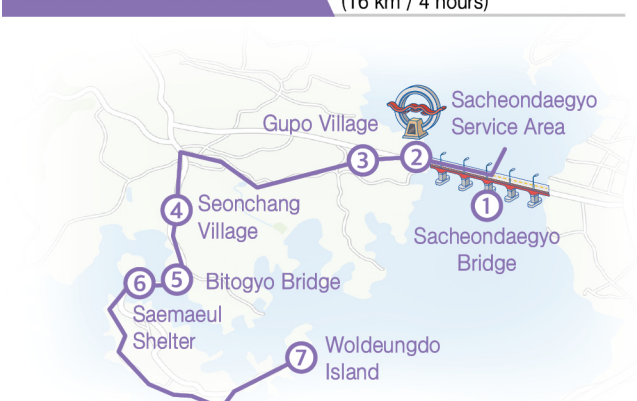 (16 km / 4 hours)
Sacheondaegyo
Service Area
Gupo Village
3
2
1
Sacheondaegyo
Bridge
4
Seonchang
Village
6
5
Bitogyo Bridge
Saemaeul
Shelter
7
Woldeungdo
Island